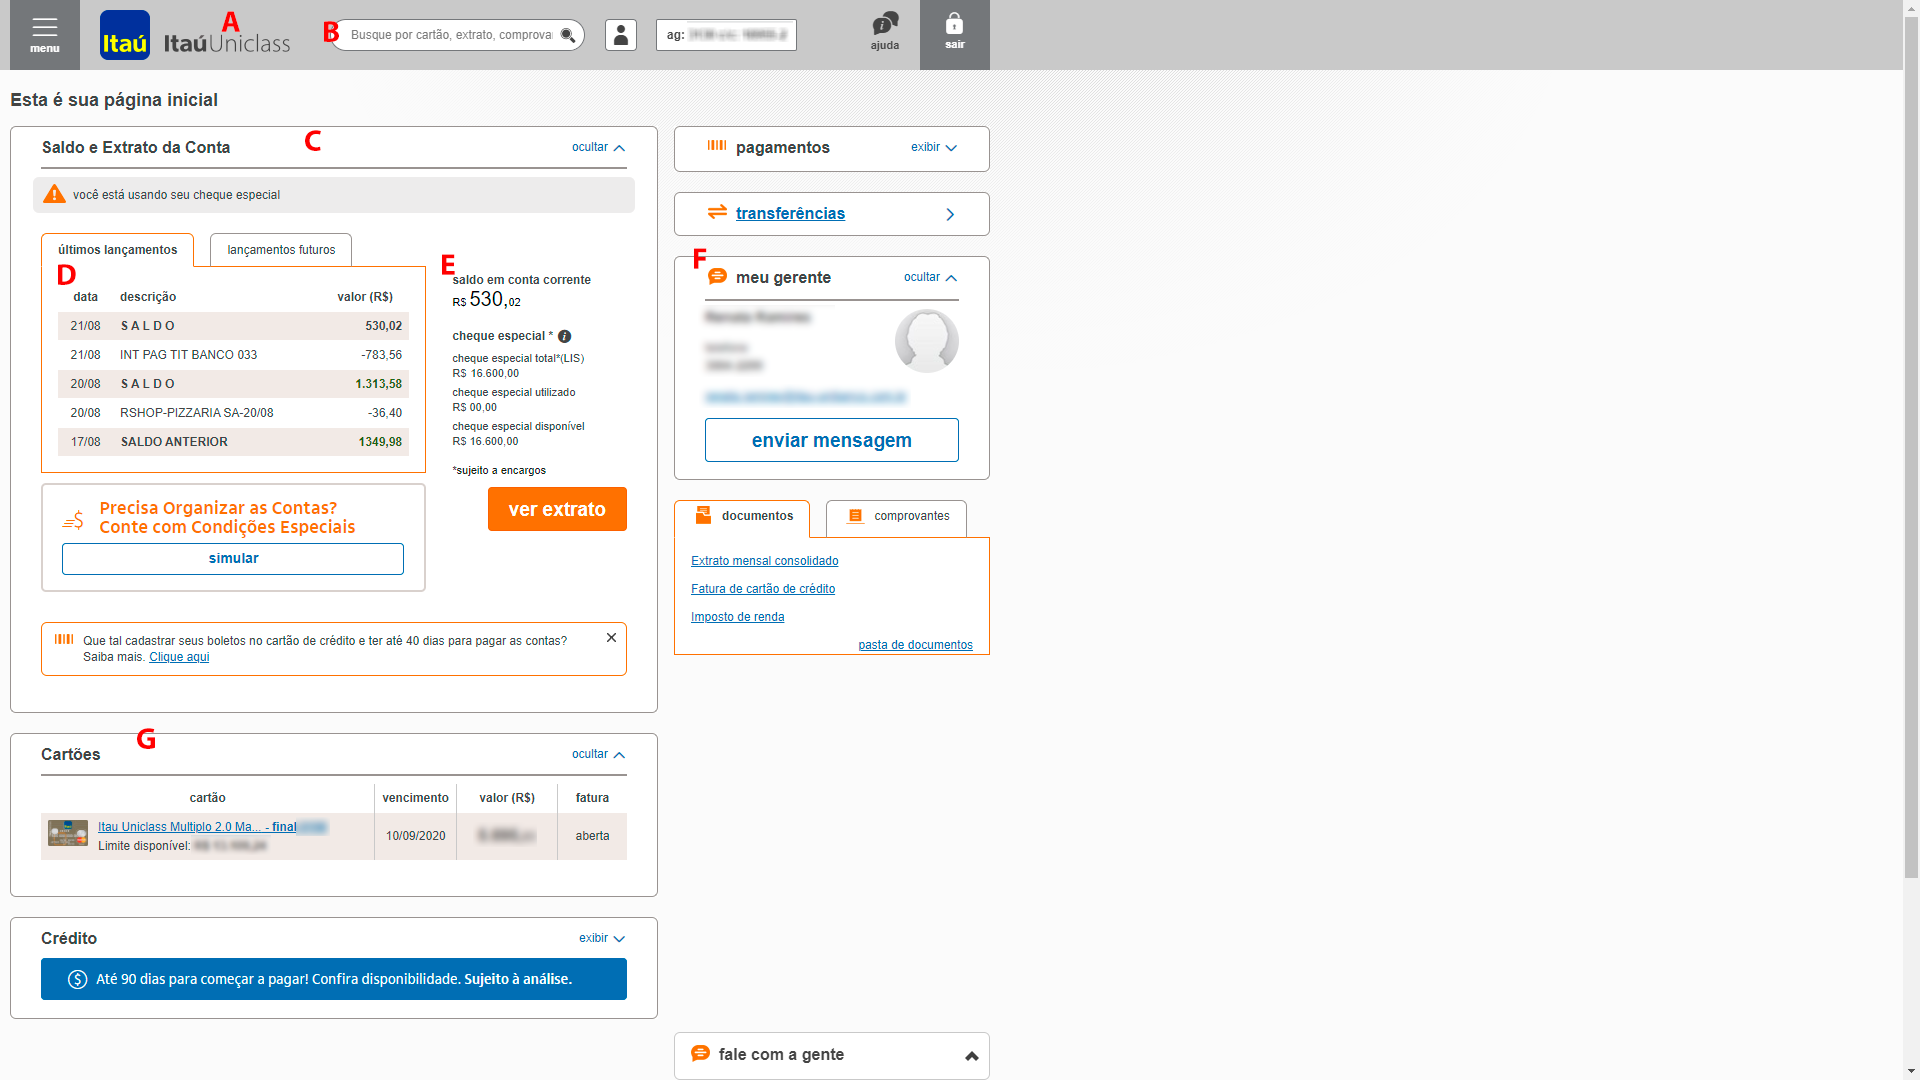 menu
Itaú
A
ItaúUniclass
B
Busque por cartão, extrato, comprovan
ag:
ajuda
sair
Esta é sua página inicial
C
Saldo e Extrato da Conta
ocultar
você está usando seu cheque especial
últimos lançamentos
lançamentos futuros
D
data descrição valor (R$)
21/08 S A L D O 530,02
21/08 INT PAG TIT BANCO 033 -783,56
20/08 S A L D O 1.313,58
20/08 RSHOP-PIZZARIA SA-20/08 -36,40
17/08 SALDO ANTERIOR 1349,98
E
saldo em conta corrente
R$ 530,02
cheque especial *
cheque especial total*(LIS)
R$ 16.600,00
cheque especial utilizado
R$ 00,00
cheque especial disponível
R$ 16.600,00
*sujeito a encargos
ver extrato
Precisa Organizar as Contas?
Conte com Condições Especiais
simular
Que tal cadastrar seus boletos no cartão de crédito e ter até 40 dias para pagar as contas?
Saiba mais. Clique aqui
G
Cartões
ocultar
cartão vencimento valor (R$) fatura
Itau Uniclass Multiplo 2.0 Ma... - final
Limite disponível:
10/09/2020
aberta
Crédito
exibir
Até 90 dias para começar a pagar! Confira disponibilidade. Sujeito à análise.
pagamentos
exibir
transferências
F
meu gerente
ocultar
enviar mensagem
documentos
comprovantes
Extrato mensal consolidado
Fatura de cartão de crédito
Imposto de renda
pasta de documentos
fale com a gente